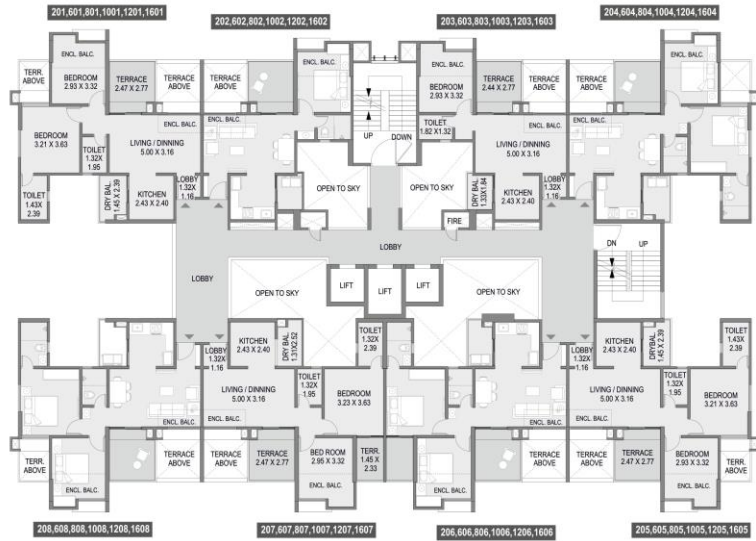 201,601,801,1001,1201,1601
202,602,802,1002,1202,1602
203,603,803,1003,1203,1603
204,604,804,1004,1204,1604
ENCL. BALC.
ENCL. BALC.
ENCL. BALC.
ENCL. BALC.
TERR. ABOVE
BEDROOM
2.93 X 3.32
TERRACE
2.47 X 2.77
TERRACE ABOVE
TERRACE ABOVE
BEDROOM
2.93 X 3.32
TERRACE
2.44 X 2.77
TERRACE ABOVE
TERRACE ABOVE
BEDROOM
3.21 X 3.63
ENCL. BALC.
ENCL. BALC.
UP
DOWN
TOILET
1.82 X1.32
ENCL. BALC.
ENCL. BALC.
TOILET
1.32X
1.95
LIVING / DINNING
5.00 X 3.16
LIVING / DINNING
5.00 X 3.16
TOILET
1.43X
2.39
DRY BAL
1.45 X 2.39
KITCHEN
2.43 X 2.40
LOBBY
1.32X
1.16
OPEN TO SKY
OPEN TO SKY
DRY BAL
1.33X1.84
KITCHEN
2.43 X 2.40
LOBBY
1.32X
1.16
FIRE
LOBBY
DN
UP
LOBBY
OPEN TO SKY
LIFT
LIFT
LIFT
OPEN TO SKY
LOBBY
1.32X
1.16
KITCHEN
2.43 X 2.40
DRY BAL
1.31X2.52
TOILET
1.32X
2.39
LOBBY
1.32X
1.16
KITCHEN
2.43 X 2.40
DRYBAL
1.45 X 2.39
TOILET
1.43X
2.39
LIVING / DINNING
5.00 X 3.16
TOILET
1.32X
1.95
BEDROOM
3.23 X 3.63
LIVING / DINNING
5.00 X 3.16
TOILET
1.32X
1.95
BEDROOM
3.21 X 3.63
ENCL. BALC.
ENCL. BALC.
ENCL. BALC.
ENCL. BALC.
TERR. ABOVE
TERRACE ABOVE
TERRACE ABOVE
TERRACE
2.47 X 2.77
BED ROOM
2.95 X 3.32
TERR.
1.45 X
2.33
TERRACE ABOVE
TERRACE ABOVE
TERRACE
2.47 X 2.77
BEDROOM
2.93 X 3.32
TERR. ABOVE
ENCL. BALC.
ENCL. BALC.
ENCL. BALC.
ENCL. BALC.
208,608,808,1008,1208,1608
207,607,807,1007,1207,1607
206,606,806,1006,1206,1606
205,605,805,1005,1205,1605